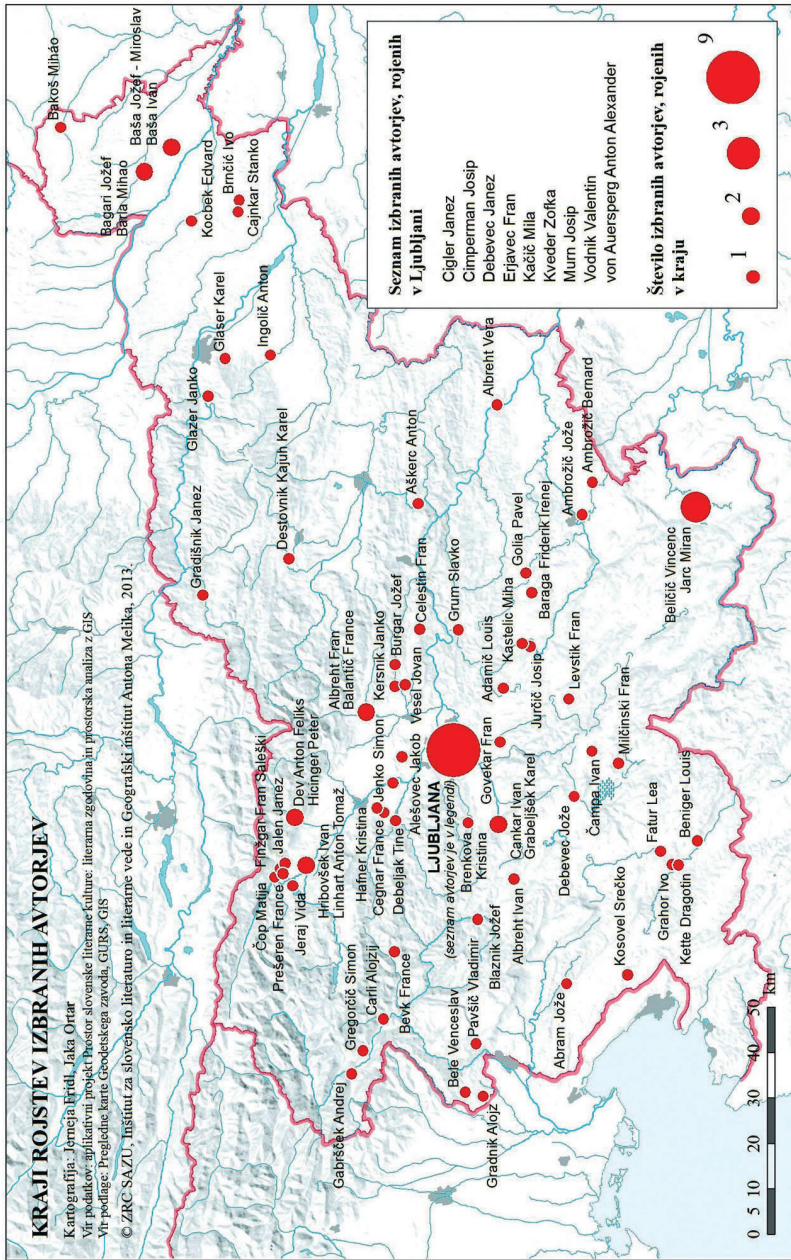 KRAJI ROJSTEV IZBRANIH AVTORJEV
Kartografija: Jerneja Fridl, Jaka Ortar
Vir podatkov: aplikativni projekt Prostor slovenske literarne kulture: literarna zgodovina in prostorska analiza z GIS
Vir podlage: Pregledne karte Geodetskega zavoda, GURS, GIS
© ZRC SAZU, Inštitut za slovensko literaturo in literarne vede in Geografski inštitut Antona Melika, 2013.
Bakoš Miháo
Baša Jožef - Miroslav
Baša Ivan
Bagari Jožef
Barla Mihao
Kocbek Edvard
Brnčič Ivo
Cajnkar Stanko
Glaser Karel
Ingolič Anton
Glazer Janko
Gradišnik Janez
Destovnik Kajuh Karel
Aškerc Anton
Albreht Vera
Ambrožič Jože
Ambrožič Bernard
Golia Pavel
Baraga Friderik Irenej
Kastelic Miha
Jurčič Josip
Adamič Louis
Levstik Fran
Celestin Fran
Grum Slavko
Burgar Jožef
Kersnik Janko
Vesel Jovan
Albreht Fran
Balantič France
Dev Anton Feliks
Hicinger Peter
Finžgar Fran Saleški
Jalen Janez
Čop Matija
Prešeren France
Jeraj Vida
Hribovšek Ivan
Linhart Anton Tomaž
Jenko Simon
Hafner Kristina
Cegnar France
Debeljak Tine
Alešovec Jakob
LJUBLJANA
(seznam avtorjev je v legendi)
Govekar Fran
Brenkova
Kristina
Cankar Ivan
Grabeljšek Karel
Gregorčič Simon
Carli Alojzij
Gabršček Andrej
Bevk France
Bele Venceslav
Pavšič Vladimir
Gradnik Alojz
Blaznik Jožef
Albreht Ivan
Debevec Jože
Čampa Ivan
Milčinski Fran
Abram Jože
Kosovel Srečko
Fatur Lea
Grahor Ivo
Kette Dragotin
Beniger Louis
Beličič Vincenc
Jarc Miran
0 5 10 20 30 40 50 km
Seznam izbranih avtorjev, rojenih
v Ljubljani
Cigler Janez
Cimperman Josip
Debevec Janez
Erjavec Fran
Kačič Mila
Kveder Zofka
Murn Josip
Vodnik Valentin
von Auersperg Anton Alexander
Število izbranih avtorjev, rojenih
v kraju
1 2 3 9